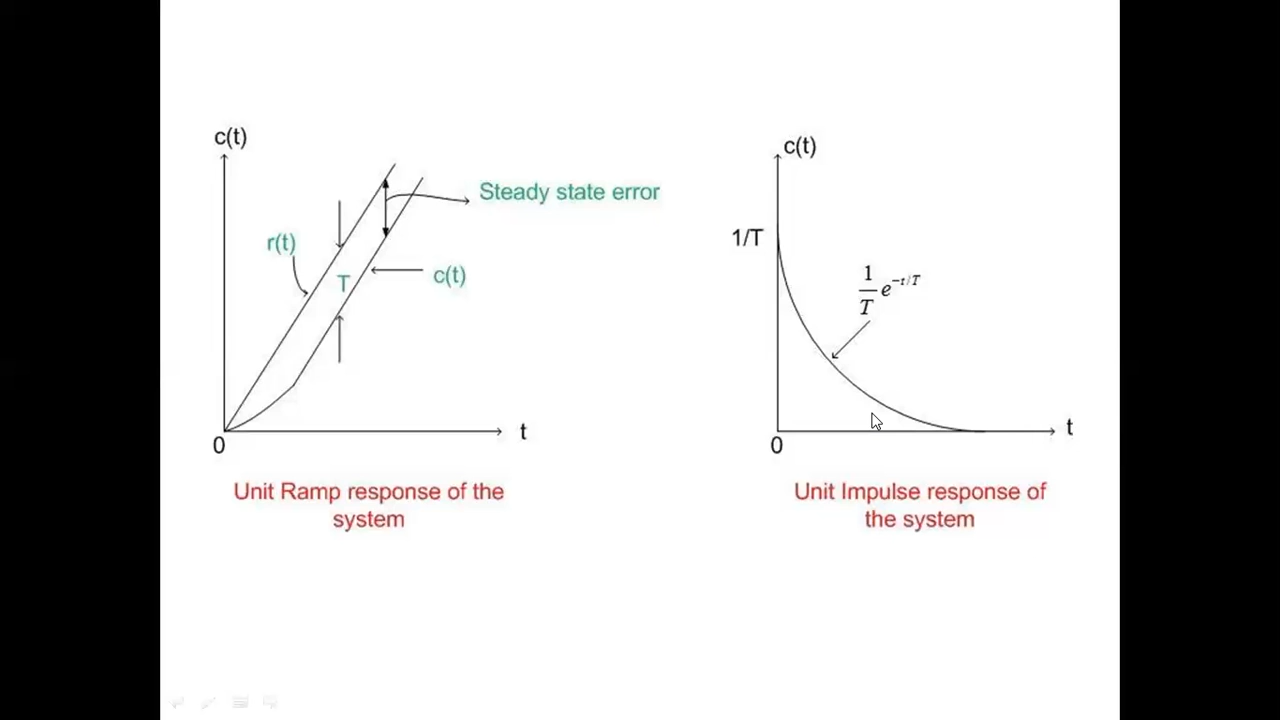 c(t)
Steady state error
r(t)
T
c(t)
0
t
Unit Ramp response of the
system
c(t)
1/T
1/T e^{-t/T}
0
t
Unit Impulse response of
the system